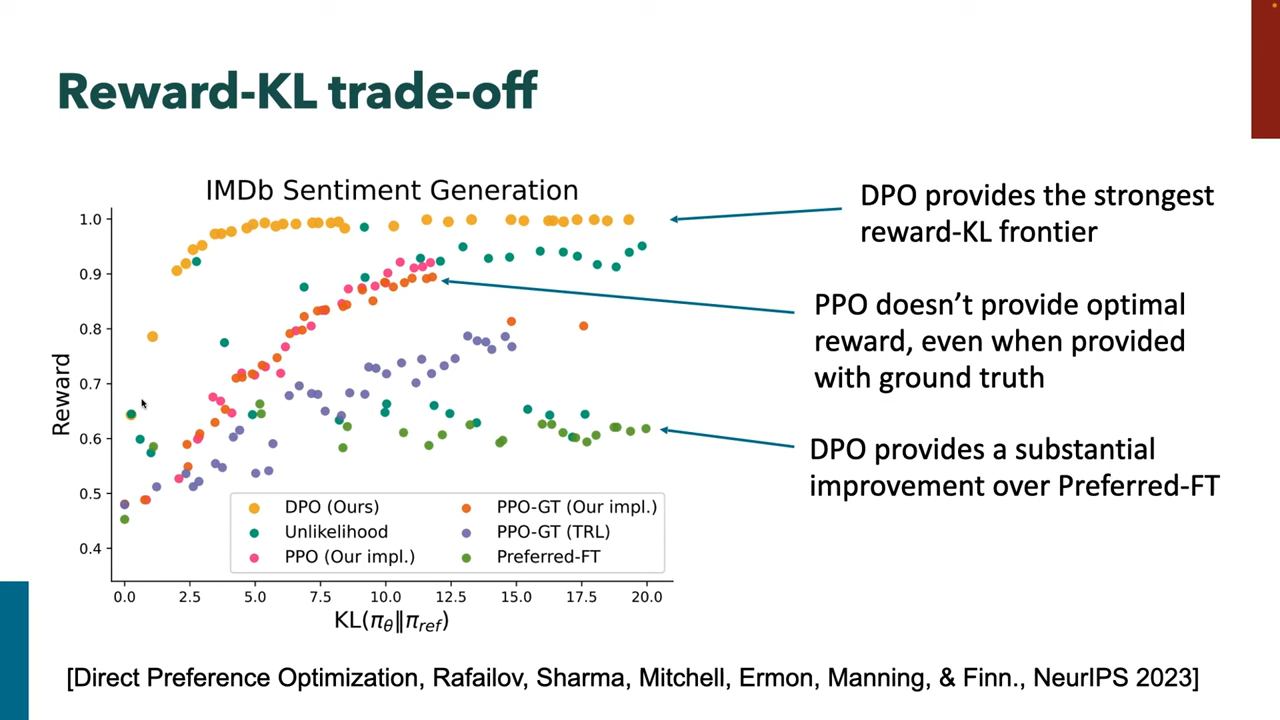 Reward-KL trade-off
IMDb Sentiment Generation
DPO provides the strongest
reward-KL frontier
PPO doesn’t provide optimal
reward, even when provided
with ground truth
DPO provides a substantial
improvement over Preferred-FT
Reward
1.0
0.9
0.8
0.7
0.6
0.5
0.4
DPO (Ours)
Unlikelihood
PPO (Our impl.)
PPO-GT (Our impl.)
PPO-GT (TRL)
Preferred-FT
0.0 2.5 5.0 7.5 10.0 12.5 15.0 17.5 20.0
KL(πθ‖πref)
[Direct Preference Optimization, Rafailov, Sharma, Mitchell, Ermon, Manning, & Finn., NeurIPS 2023]